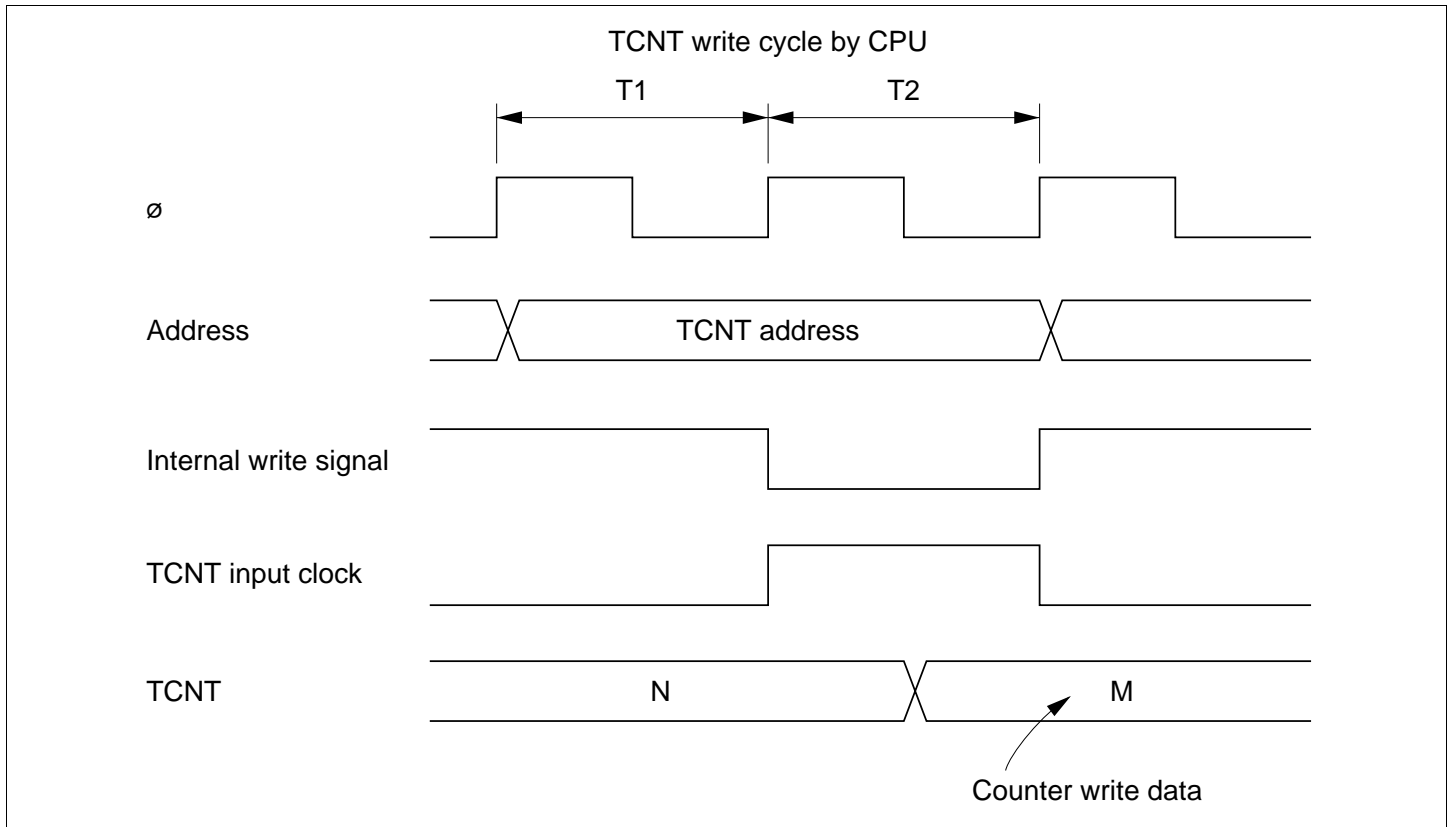 TCNT write cycle by CPU
T1 T2
ø
Address TCNT address
Internal write signal
TCNT input clock
TCNT N M
Counter write data